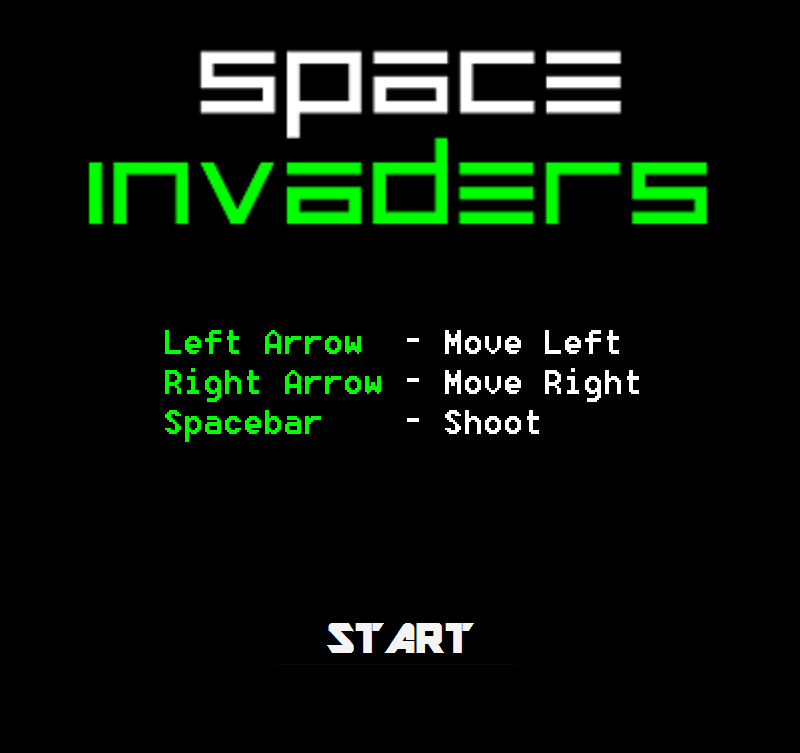 space
invaders
Left Arrow - Move Left
Right Arrow - Move Right
Spacebar - Shoot
START